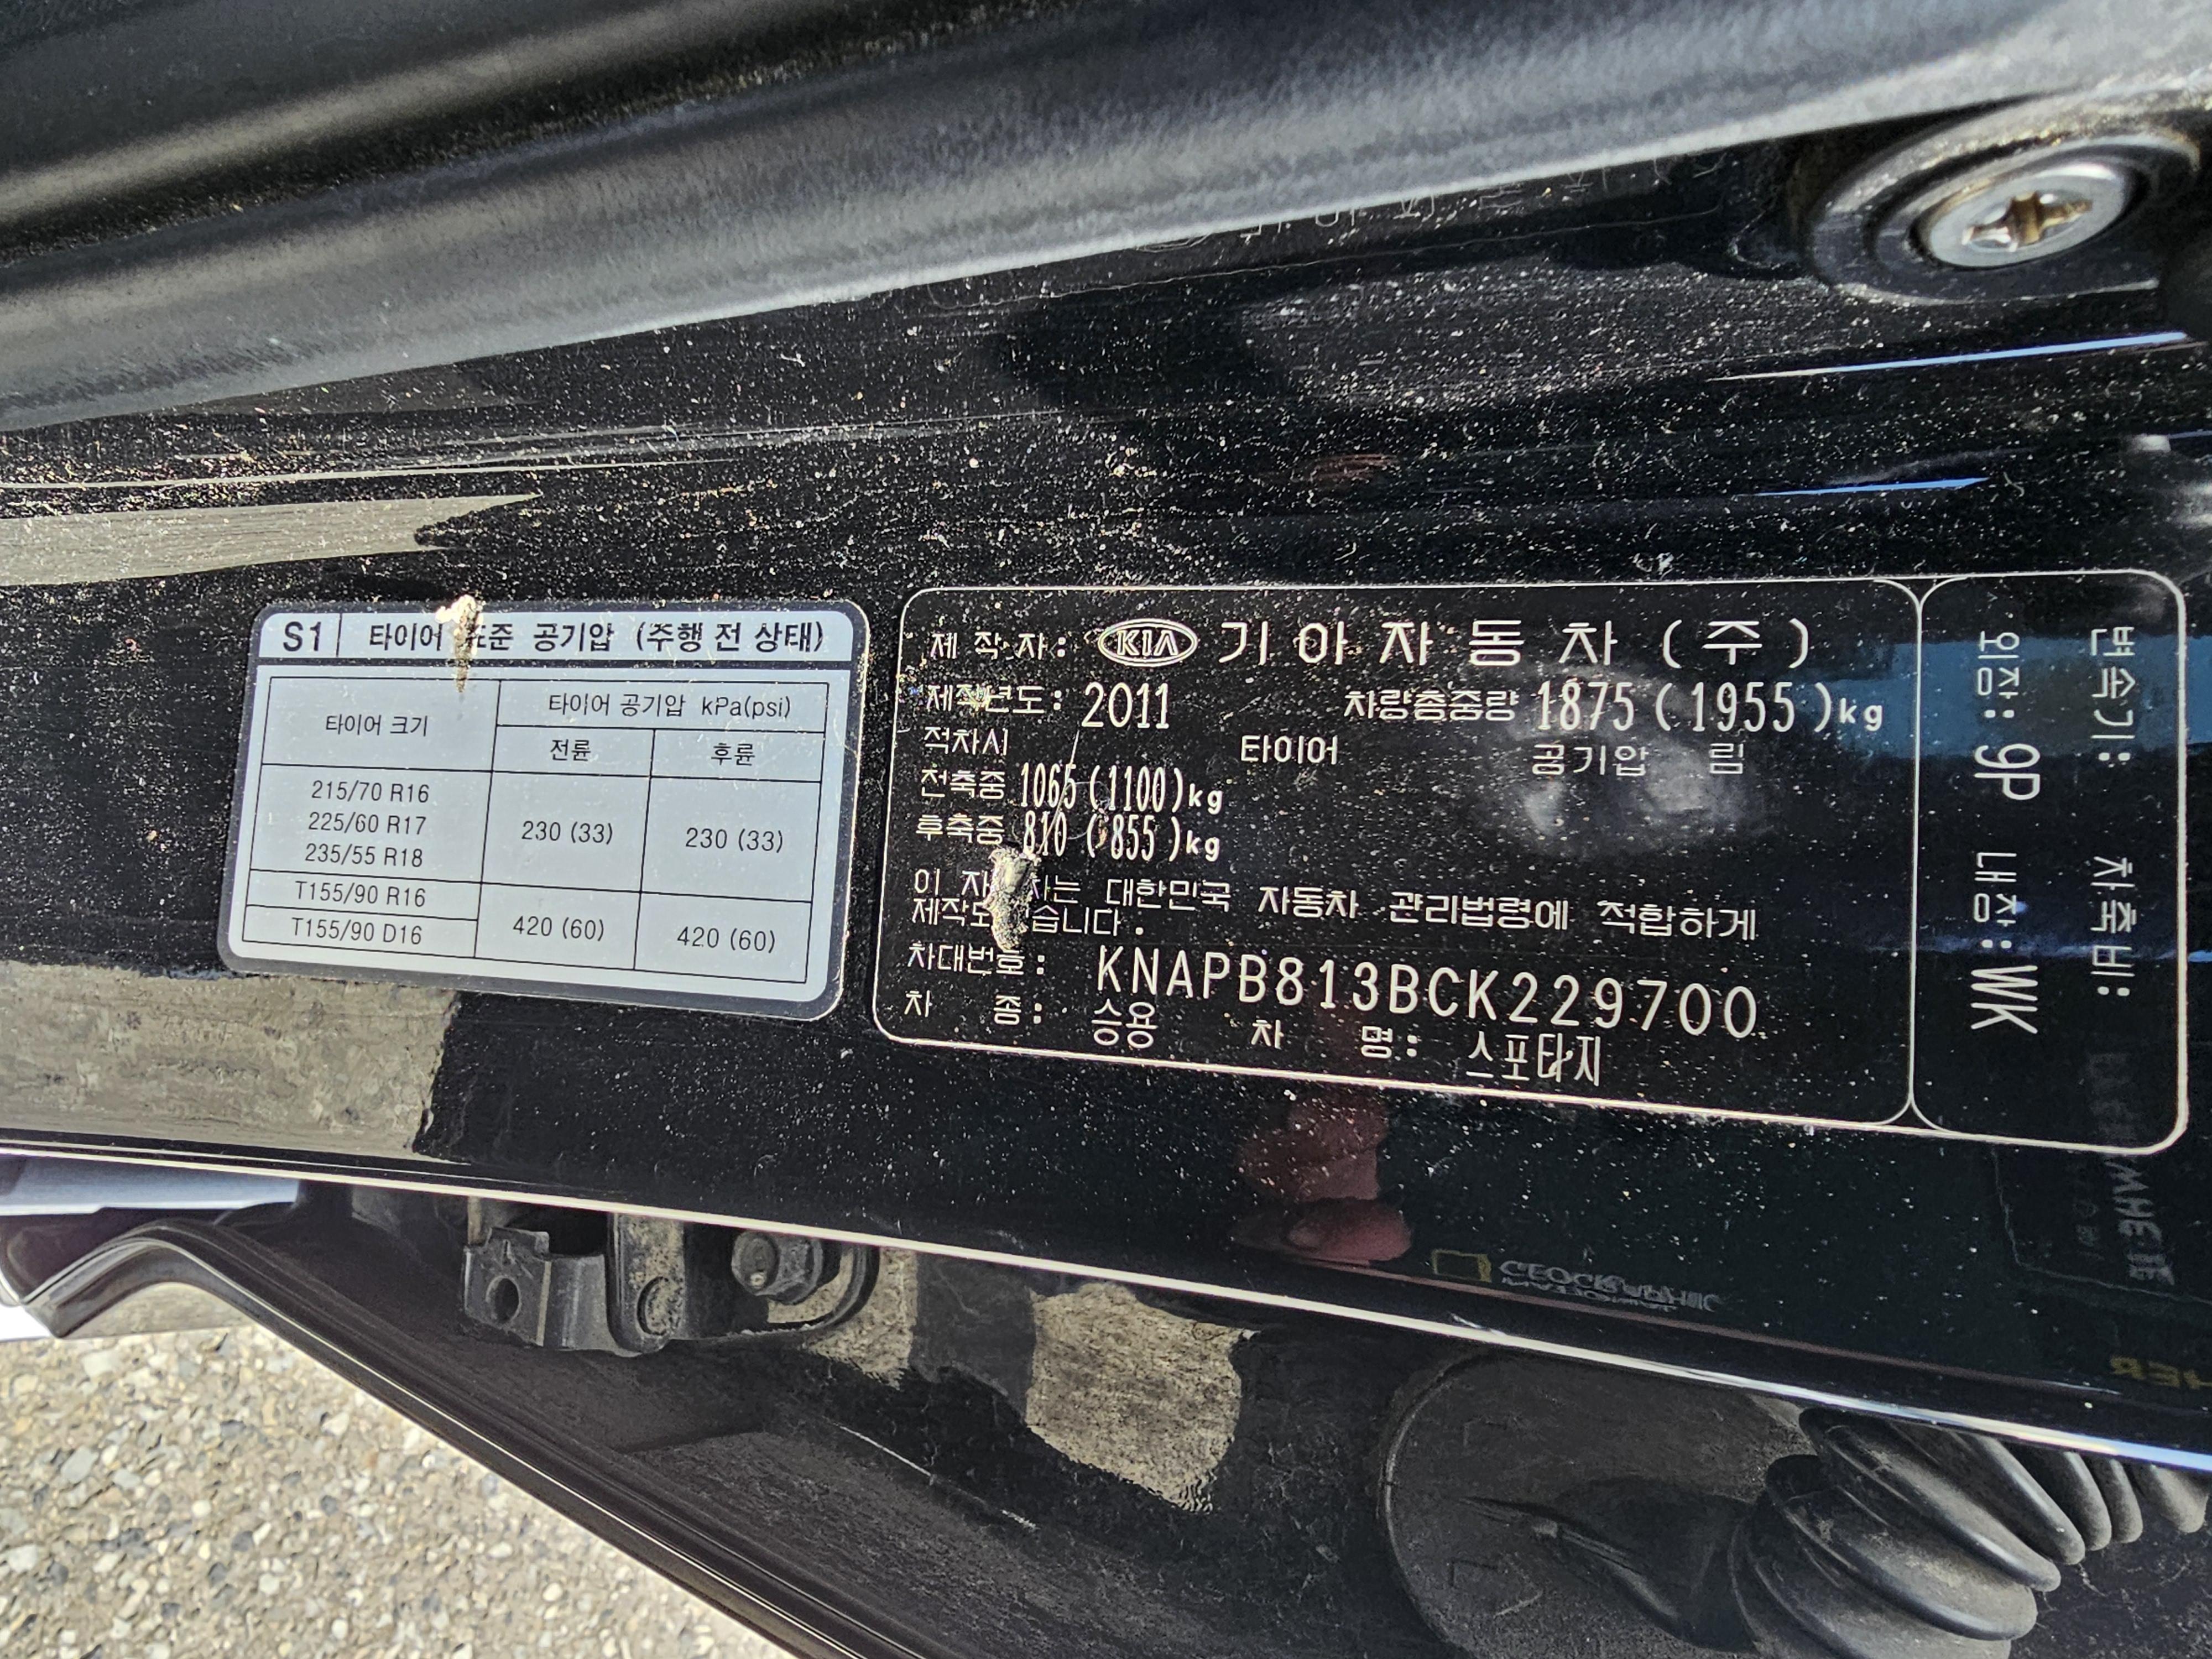 S1 타이어 표준 공기압 (주행 전 상태)
타이어 크기
타이어 공기압 kPa(psi)
전륜 후륜
215/70 R16
225/60 R17
235/55 R18
230 (33) 230 (33)
T155/90 R16
T155/90 D16
420 (60) 420 (60)
제 작 자: KIA 기 아 자 동 차 (주)
제작년도: 2011 차량총중량 1875 (1955)kg
적차시 타이어 공기압 림
전축중 1065 (1100)kg
후축중 810 (855)kg
이 는 대한민국 자동차 관리법령에 적합하게
제작 습니다.
차대번호: KNAPB813BCK229700
차 종: 승용 차 명: 스포타지
변속기: 차축비:
외장: 9P 내장: WK
GEOGRAPHIC